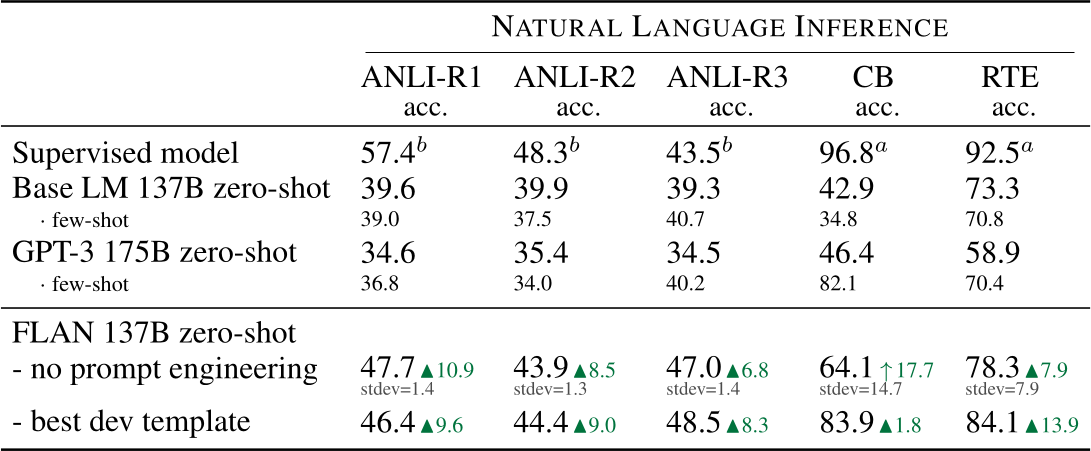 NATURAL LANGUAGE INFERENCE
ANLI-R1 ANLI-R2 ANLI-R3 CB RTE
acc. acc. acc. acc. acc.
Supervised model 57.4b 48.3b 43.5b 96.8a 92.5a
Base LM 137B zero-shot 39.6 39.9 39.3 42.9 73.3
· few-shot 39.0 37.5 40.7 34.8 70.8
GPT-3 175B zero-shot 34.6 35.4 34.5 46.4 58.9
· few-shot 36.8 34.0 40.2 82.1 70.4
FLAN 137B zero-shot
- no prompt engineering 47.7 ▲10.9 43.9 ▲8.5 47.0 ▲6.8 64.1 ↑17.7 78.3 ▲7.9
stdev=1.4 stdev=1.3 stdev=1.4 stdev=14.7 stdev=7.9
- best dev template 46.4 ▲9.6 44.4 ▲9.0 48.5 ▲8.3 83.9 ▲1.8 84.1 ▲13.9